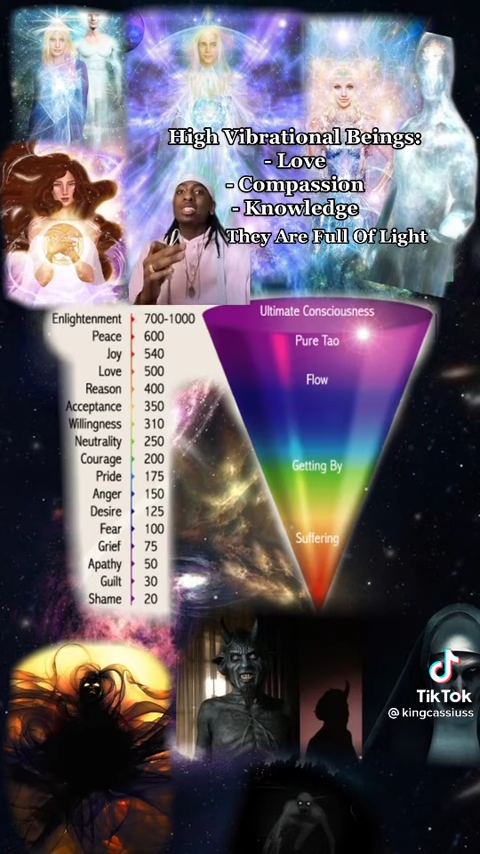 High Vibrational Beings:
- Love
- Compassion
- Knowledge
They Are Full Of Light
Enlightenment 700-1000
Peace 600
Joy 540
Love 500
Reason 400
Acceptance 350
Willingness 310
Neutrality 250
Courage 200
Pride 175
Anger 150
Desire 125
Fear 100
Grief 75
Apathy 50
Guilt 30
Shame 20
Ultimate Consciousness
Pure Tao
Flow
Getting By
Suffering
TikTok
@kingcassiuss